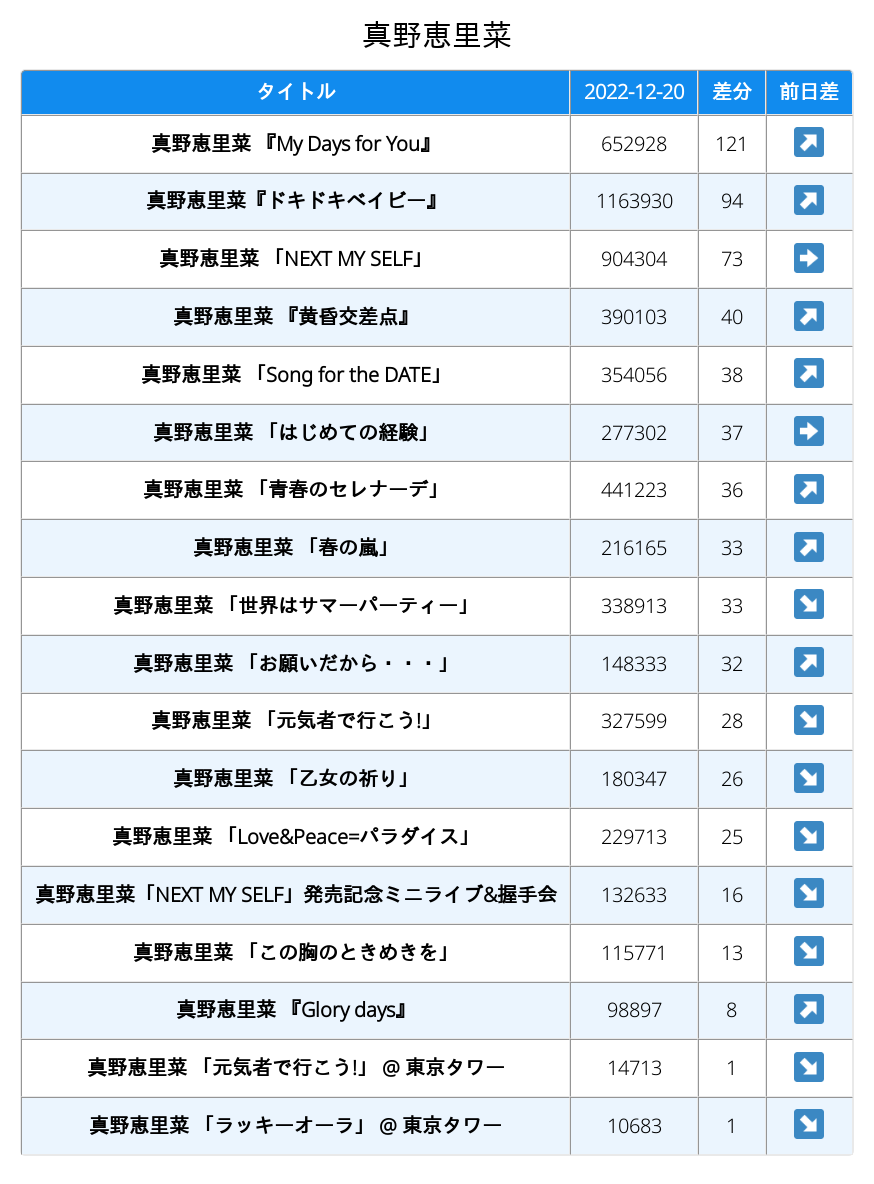 真野恵里菜
タイトル 2022-12-20 差分 前日差
真野恵里菜 『My Days for You』 652928 121 ↗
真野恵里菜『ドキドキベイビー』 1163930 94 ↗
真野恵里菜 「NEXT MY SELF」 904304 73 ➡
真野恵里菜 『黄昏交差点』 390103 40 ↗
真野恵里菜 「Song for the DATE」 354056 38 ↗
真野恵里菜 「はじめての経験」 277302 37 ➡
真野恵里菜 「青春のセレナーデ」 441223 36 ↗
真野恵里菜 「春の嵐」 216165 33 ↗
真野恵里菜 「世界はサマーパーティー」 338913 33 ↘
真野恵里菜 「お願いだから・・・」 148333 32 ↗
真野恵里菜 「元気者で行こう!」 327599 28 ↘
真野恵里菜 「乙女の祈り」 180347 26 ↘
真野恵里菜 「Love&Peace=パラダイス」 229713 25 ↘
真野恵里菜「NEXT MY SELF」発売記念ミニライブ&握手会 132633 16 ↘
真野恵里菜 「この胸のときめきを」 115771 13 ↘
真野恵里菜 『Glory days』 98897 8 ↗
真野恵里菜 「元気者で行こう!」 @ 東京タワー 14713 1 ↘
真野恵里菜 「ラッキーオーラ」 @ 東京タワー 10683 1 ↘